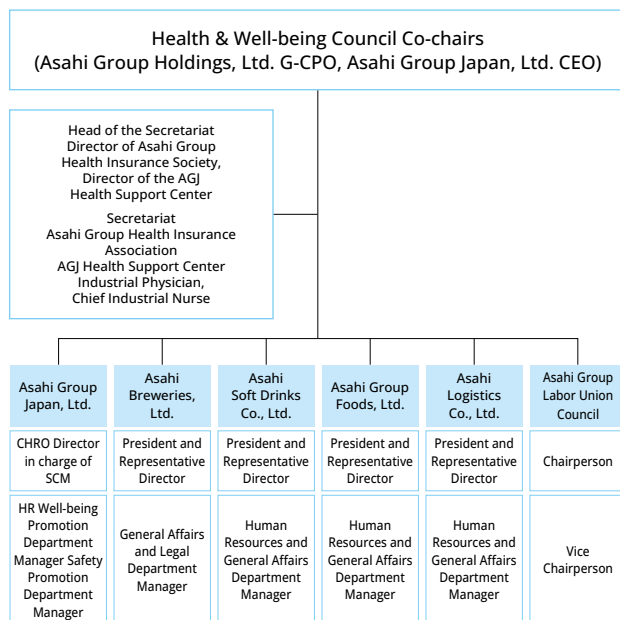 Health & Well-being Council Co-chairs
(Asahi Group Holdings, Ltd. G-CPO, Asahi Group Japan, Ltd. CEO)
Head of the Secretariat
Director of Asahi Group
Health Insurance Society,
Director of the AGJ
Health Support Center
Secretariat
Asahi Group Health Insurance
Association
AGJ Health Support Center
Industrial Physician,
Chief Industrial Nurse
Asahi Group
Japan, Ltd.
CHRO Director
in charge of
SCM
HR Well-being
Promotion
Department
Manager Safety
Promotion
Department
Manager
Asahi
Breweries,
Ltd.
President and
Representative
Director
General Affairs
and Legal
Department
Manager
Asahi
Soft Drinks
Co., Ltd.
President and
Representative
Director
Human
Resources and
General Affairs
Department
Manager
Asahi Group
Foods, Ltd.
President and
Representative
Director
Human
Resources and
General Affairs
Department
Manager
Asahi
Logistics
Co., Ltd.
President and
Representative
Director
Human
Resources and
General Affairs
Department
Manager
Asahi Group
Labor Union
Council
Chairperson
Vice
Chairperson